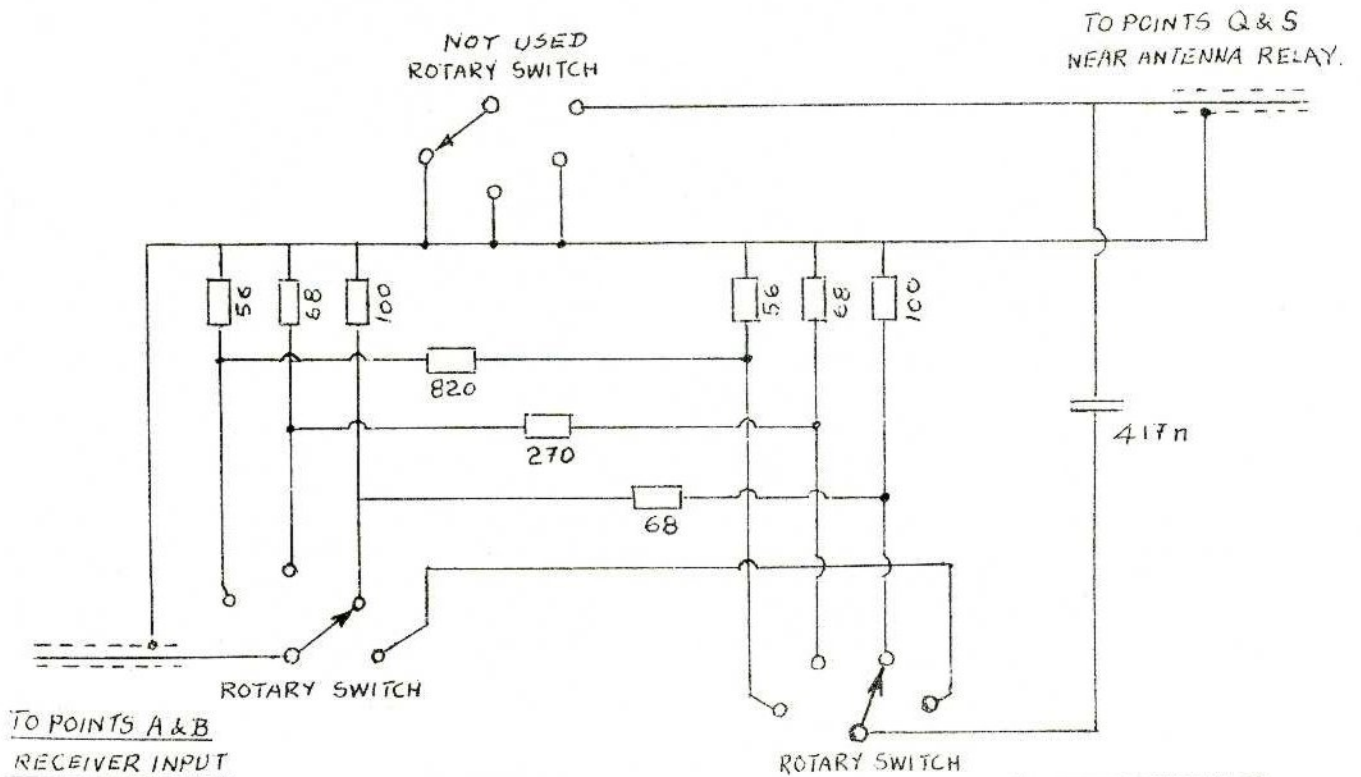 NOT USED
ROTARY SWITCH
TO POINTS Q & S
NEAR ANTENNA RELAY.
56
68
100
56
68
100
820
270
68
417n
ROTARY SWITCH
TO POINTS A & B
RECEIVER INPUT
ROTARY SWITCH